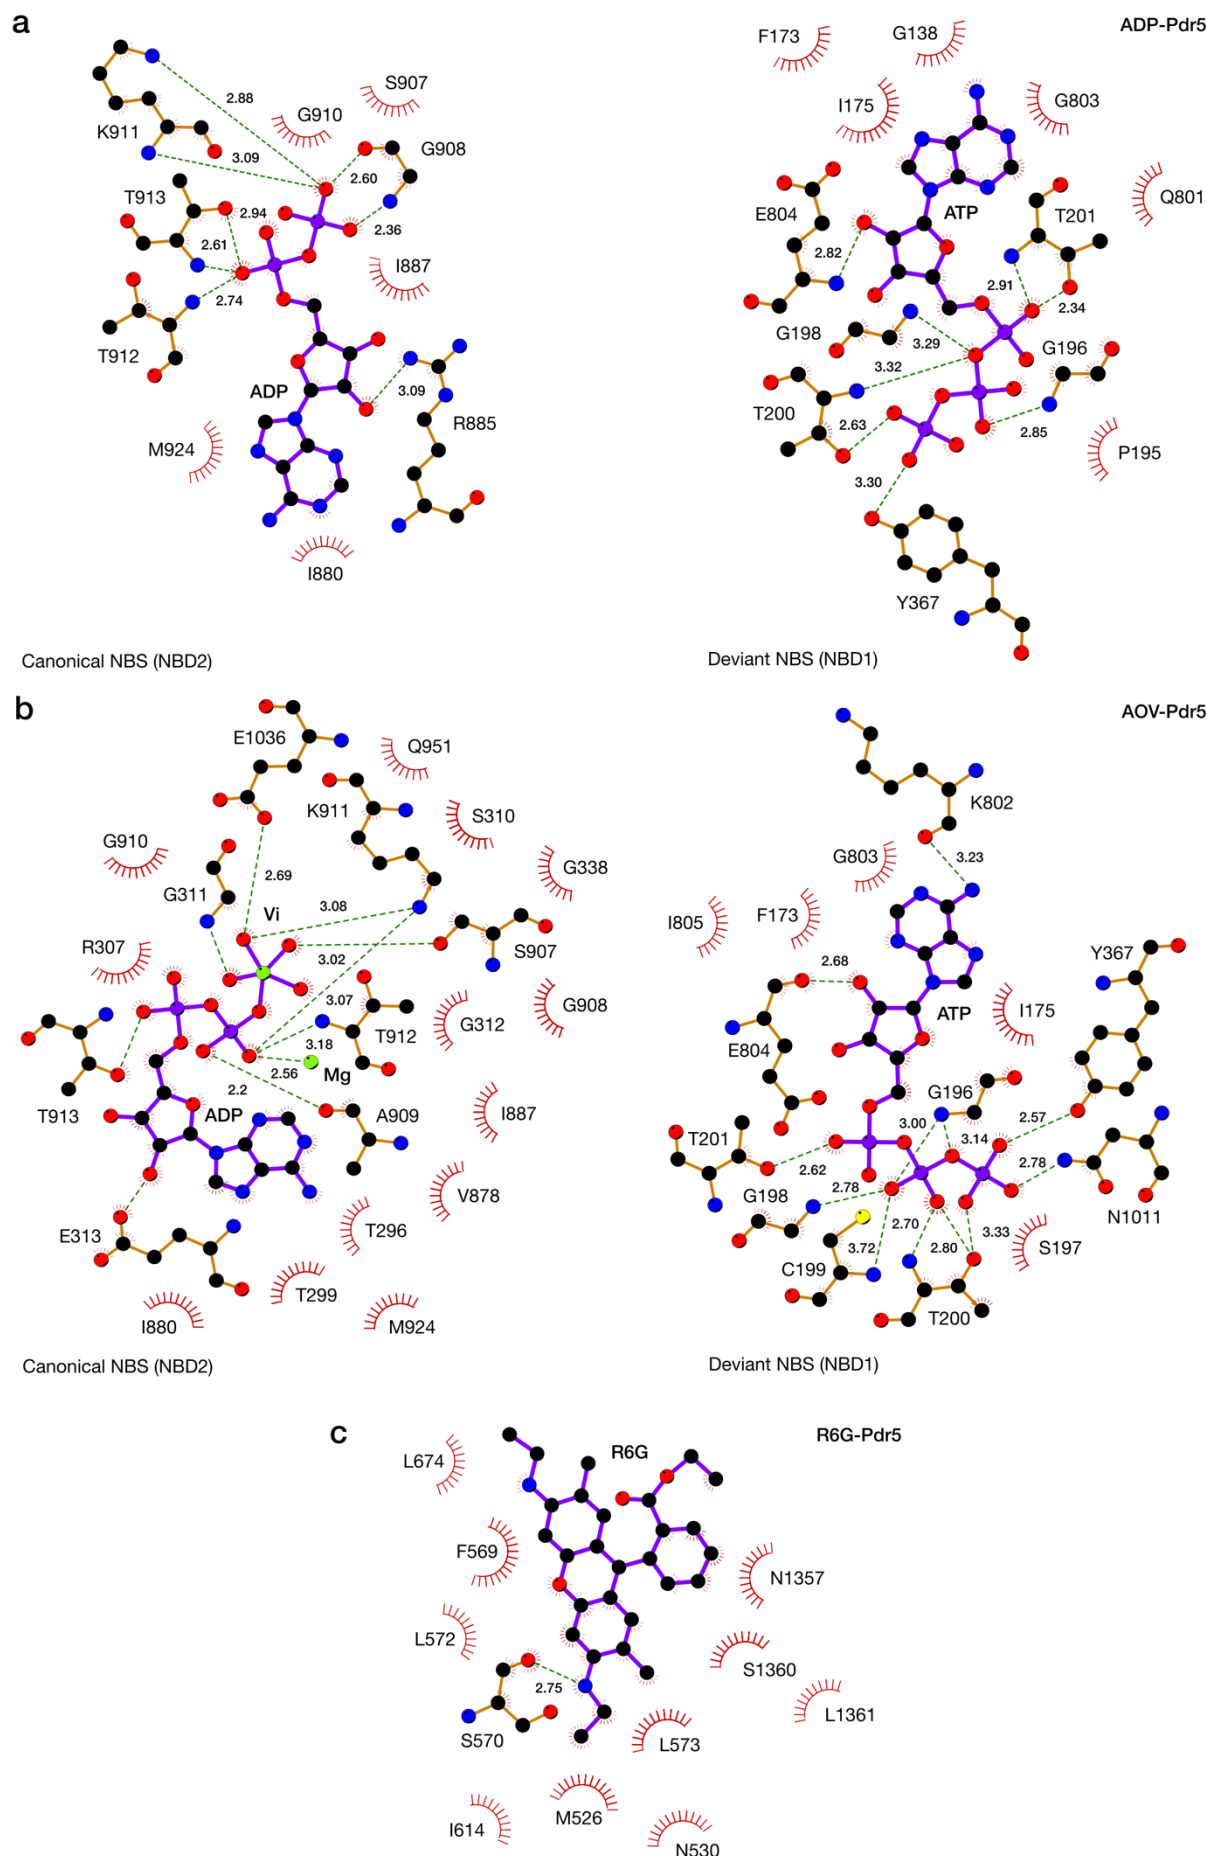 a
ADP-Pdr5
K911
2.88
3.09
G910
S907
G908
2.60
2.36
T913
2.94
2.61
2.74
T912
I887
ADP
3.09
R885
M924
I880
Canonical NBS (NBD2)
F173
G138
I175
G803
Q801
ATP
E804
2.82
T201
2.91
2.34
G198
3.29
3.32
G196
T200
2.63
2.85
P195
3.30
Y367
Deviant NBS (NBD1)
b
AOV-Pdr5
E1036
Q951
K911
S310
G910
G338
G311
2.69
Vi
3.08
R307
3.02
S907
G908
3.07
T912
G312
3.18
Mg
2.56
2.2
T913
ADP
A909
I887
V878
E313
T296
T299
I880
M924
Canonical NBS (NBD2)
K802
G803
3.23
I805
F173
Y367
2.68
ATP
I175
E804
G196
3.00
2.57
T201
3.14
2.62
2.78
2.78
G198
N1011
2.70
3.33
S197
3.72
2.80
C199
T200
Deviant NBS (NBD1)
c
R6G-Pdr5
R6G
L674
F569
N1357
L572
S1360
2.75
L1361
S570
L573
M526
I614
N530